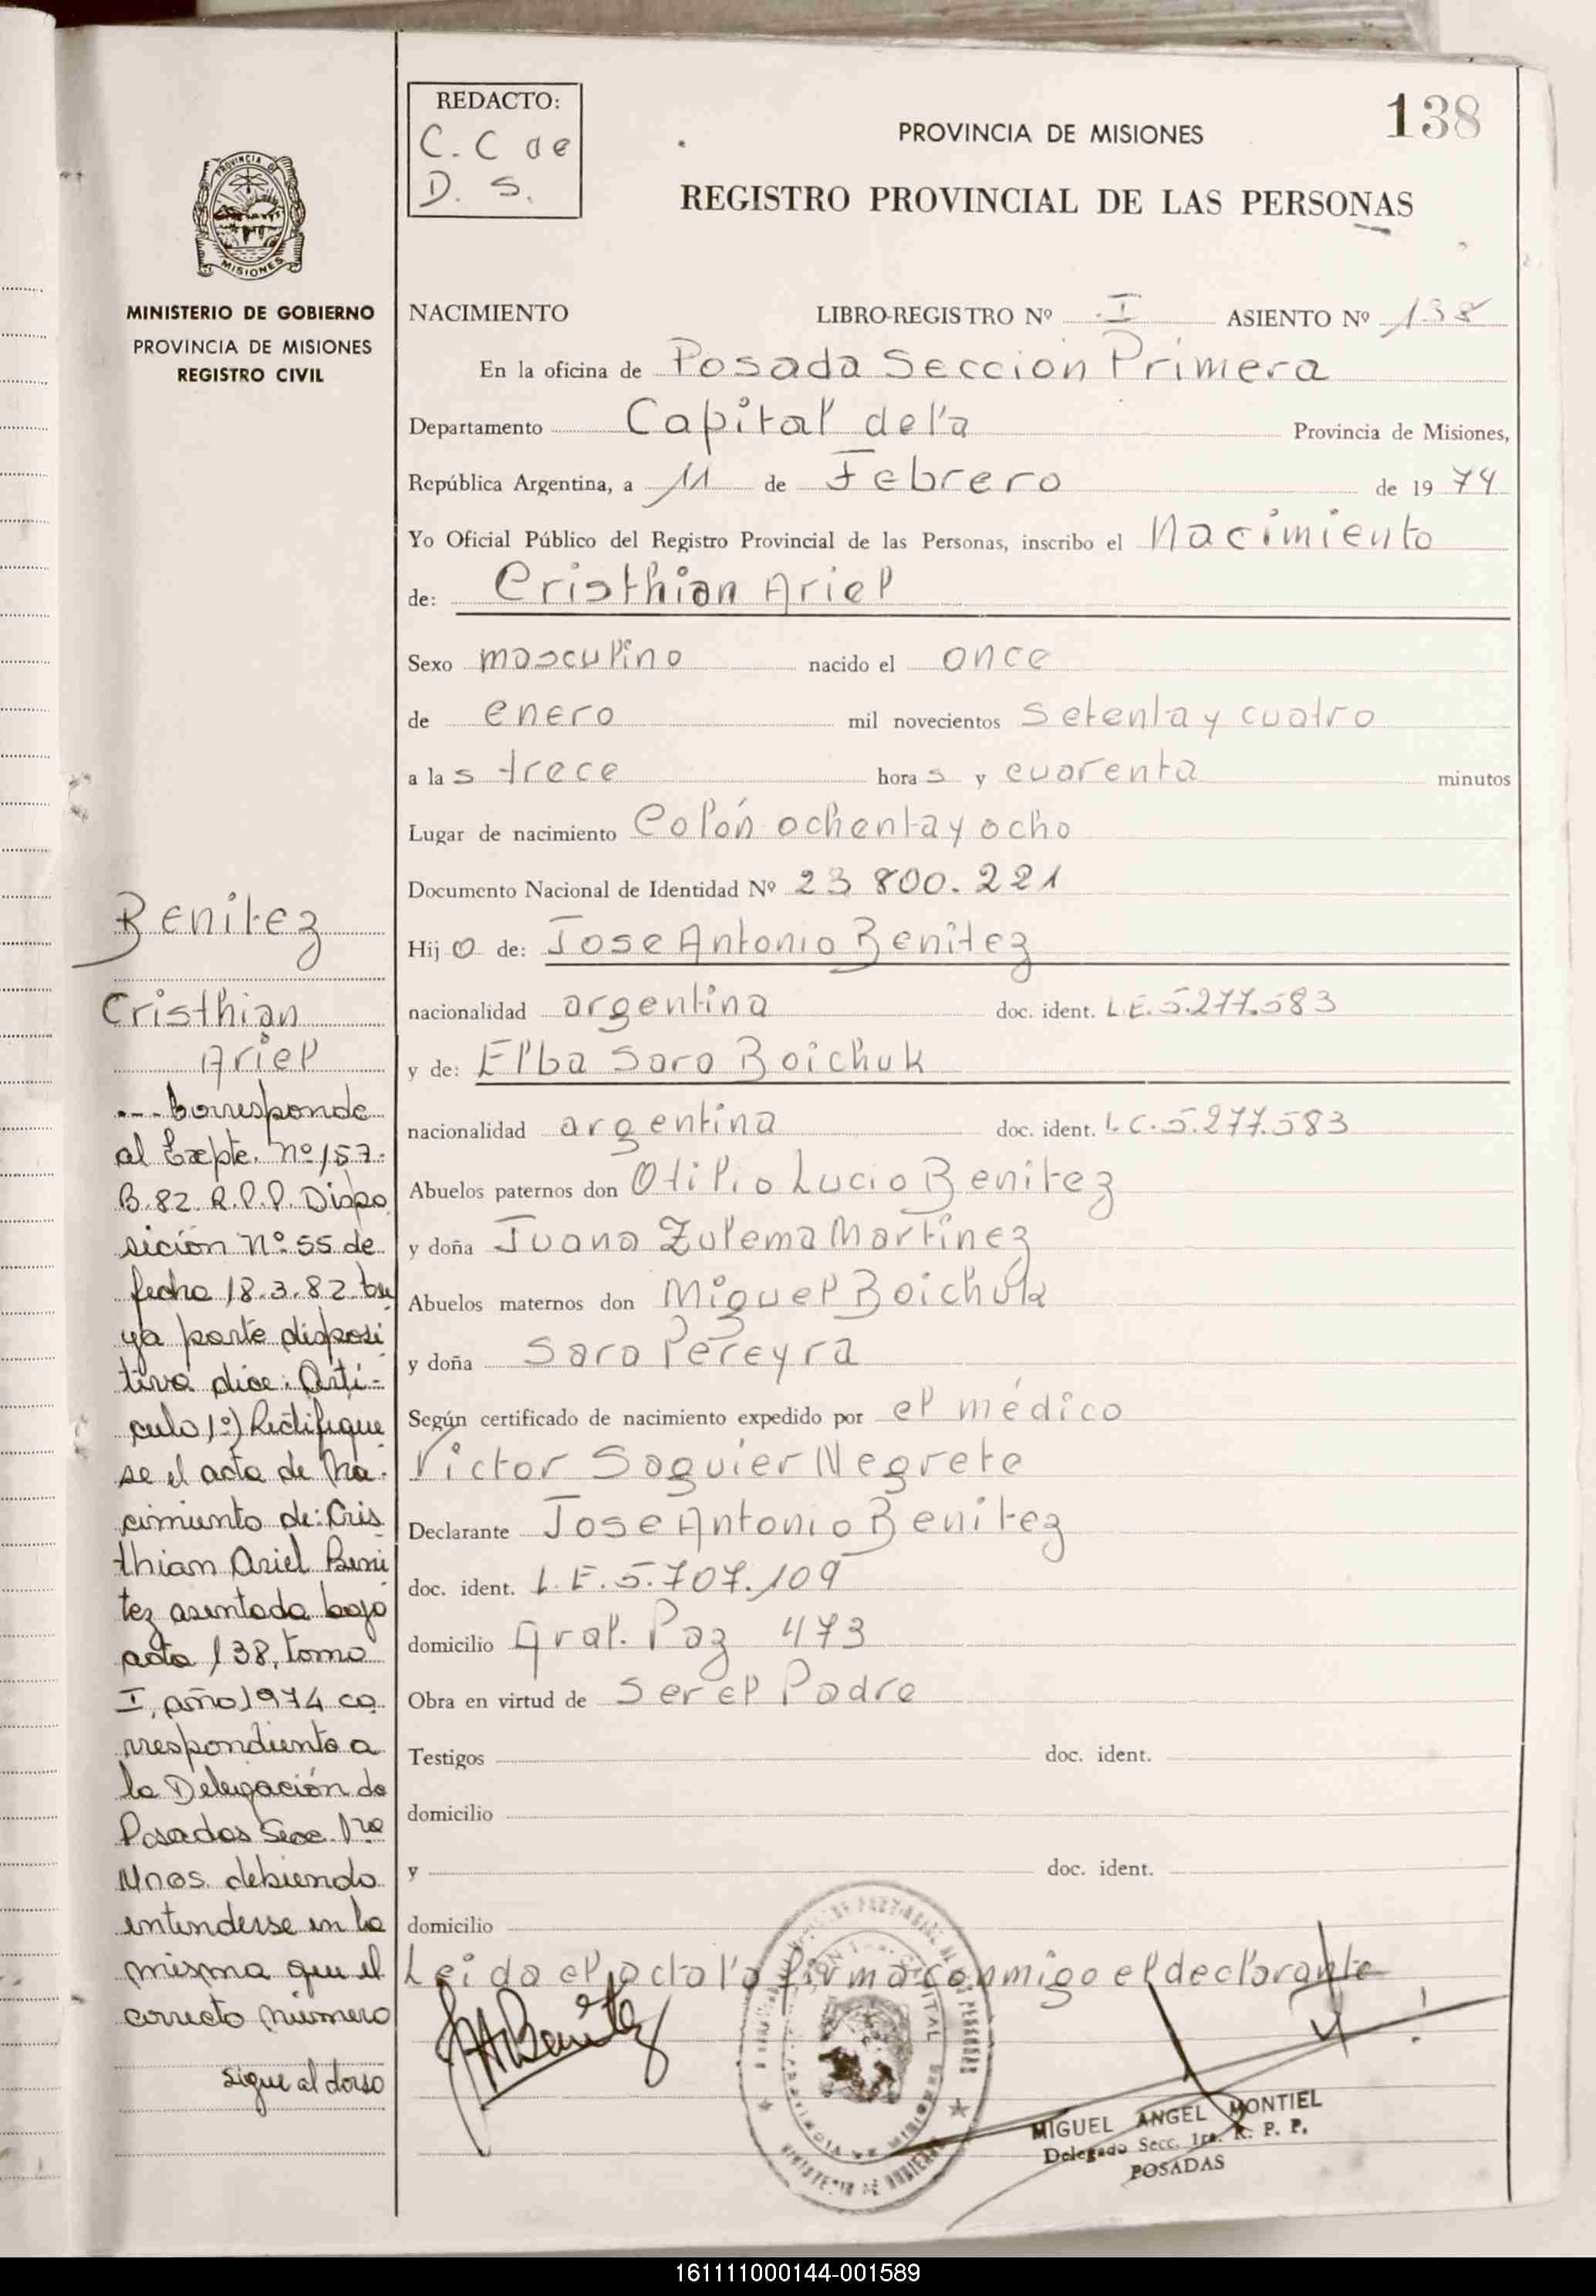 REDACTO:
C. C de
D. S.
138
PROVINCIA DE MISIONES
REGISTRO PROVINCIAL DE LAS PERSONAS
PROVINCIA DE
MISIONES
MINISTERIO DE GOBIERNO
PROVINCIA DE MISIONES
REGISTRO CIVIL
NACIMIENTO LIBRO-REGISTRO Nº I ASIENTO Nº 138
En la oficina de Posada Sección Primera
Departamento Capital de la Provincia de Misiones,
República Argentina, a 11 de Febrero de 1974
Yo Oficial Público del Registro Provincial de las Personas, inscribo el Nacimiento
de: Cristhian Ariel
Sexo masculino nacido el once
de enero mil novecientos setenta y cuatro
a las trece horas y cuarenta minutos
Lugar de nacimiento Colón ochenta y ocho
Documento Nacional de Identidad Nº 23 800.221
Hijo de: Jose Antonio Benitez
nacionalidad argentina doc. ident. L.E. 5.277.583
y de: Elba Sara Boichuk
nacionalidad argentina doc. ident. L.C. 5.277.583
Abuelos paternos don Otilio Lucio Benitez
y doña Juana Zulema Martínez
Abuelos maternos don Miguel Boichuk
y doña Sara Pereyra
Según certificado de nacimiento expedido por el médico
Victor Saguier Negrete
Declarante Jose Antonio Benitez
doc. ident. L.E. 5.707.109
domicilio Gral. Paz 473
Obra en virtud de Ser el Padre
Testigos doc. ident.
domicilio
y doc. ident.
domicilio
Leída el acta la firma conmigo el declarante
JABenitez
MIGUEL ANGEL MONTIEL
Delegado Secc. 1ra. R. P. P.
POSADAS
Benitez
Cristhian
Ariel
---Corresponde
al Expte. nº 157-
B.82 R.P.P. Dispo
sición nº 55 de
fecha 18.3.82 cu
ya parte disposi
tiva dice: Artí-
culo 1º) Rectifique
se el acta de na-
cimiento de: Cris
thian Ariel Beni
tez asentada bajo
acta 138, tomo
I, año 1974 co
rrespondiente a
la Delegación de
Posadas Secc. 1ra
Mnes. debiendo
entenderse en la
misma que el
correcto número
sigue al dorso
161111000144-001589